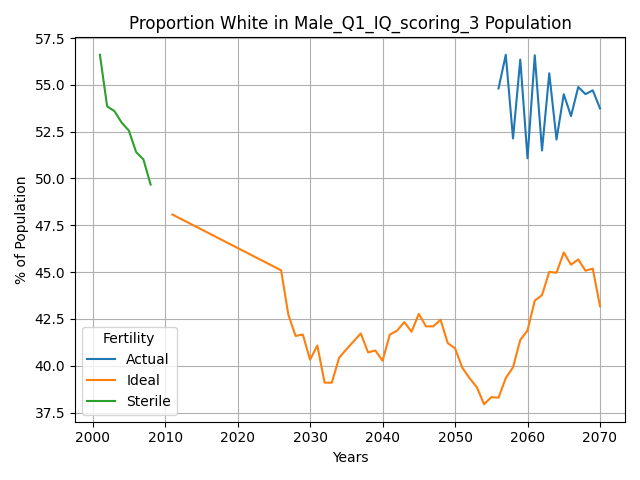 Proportion White in Male_Q1_IQ_scoring_3 Population
% of Population
57.5
55.0
52.5
50.0
47.5
45.0
42.5
40.0
37.5
Fertility
Actual
Ideal
Sterile
2000 2010 2020 2030 2040 2050 2060 2070
Years